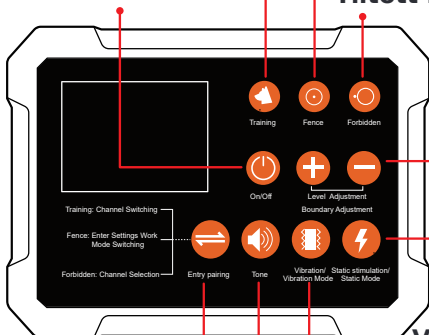 Training
Fence
Forbidden
On/Off
Level Adjustment
Boundary Adjustment
Training: Channel Switching
Fence: Enter Settings Work
Mode Switching
Forbidden: Channel Selection
Entry pairing
Tone
Vibration/
Vibration Mode
Static stimulation/
Static Mode